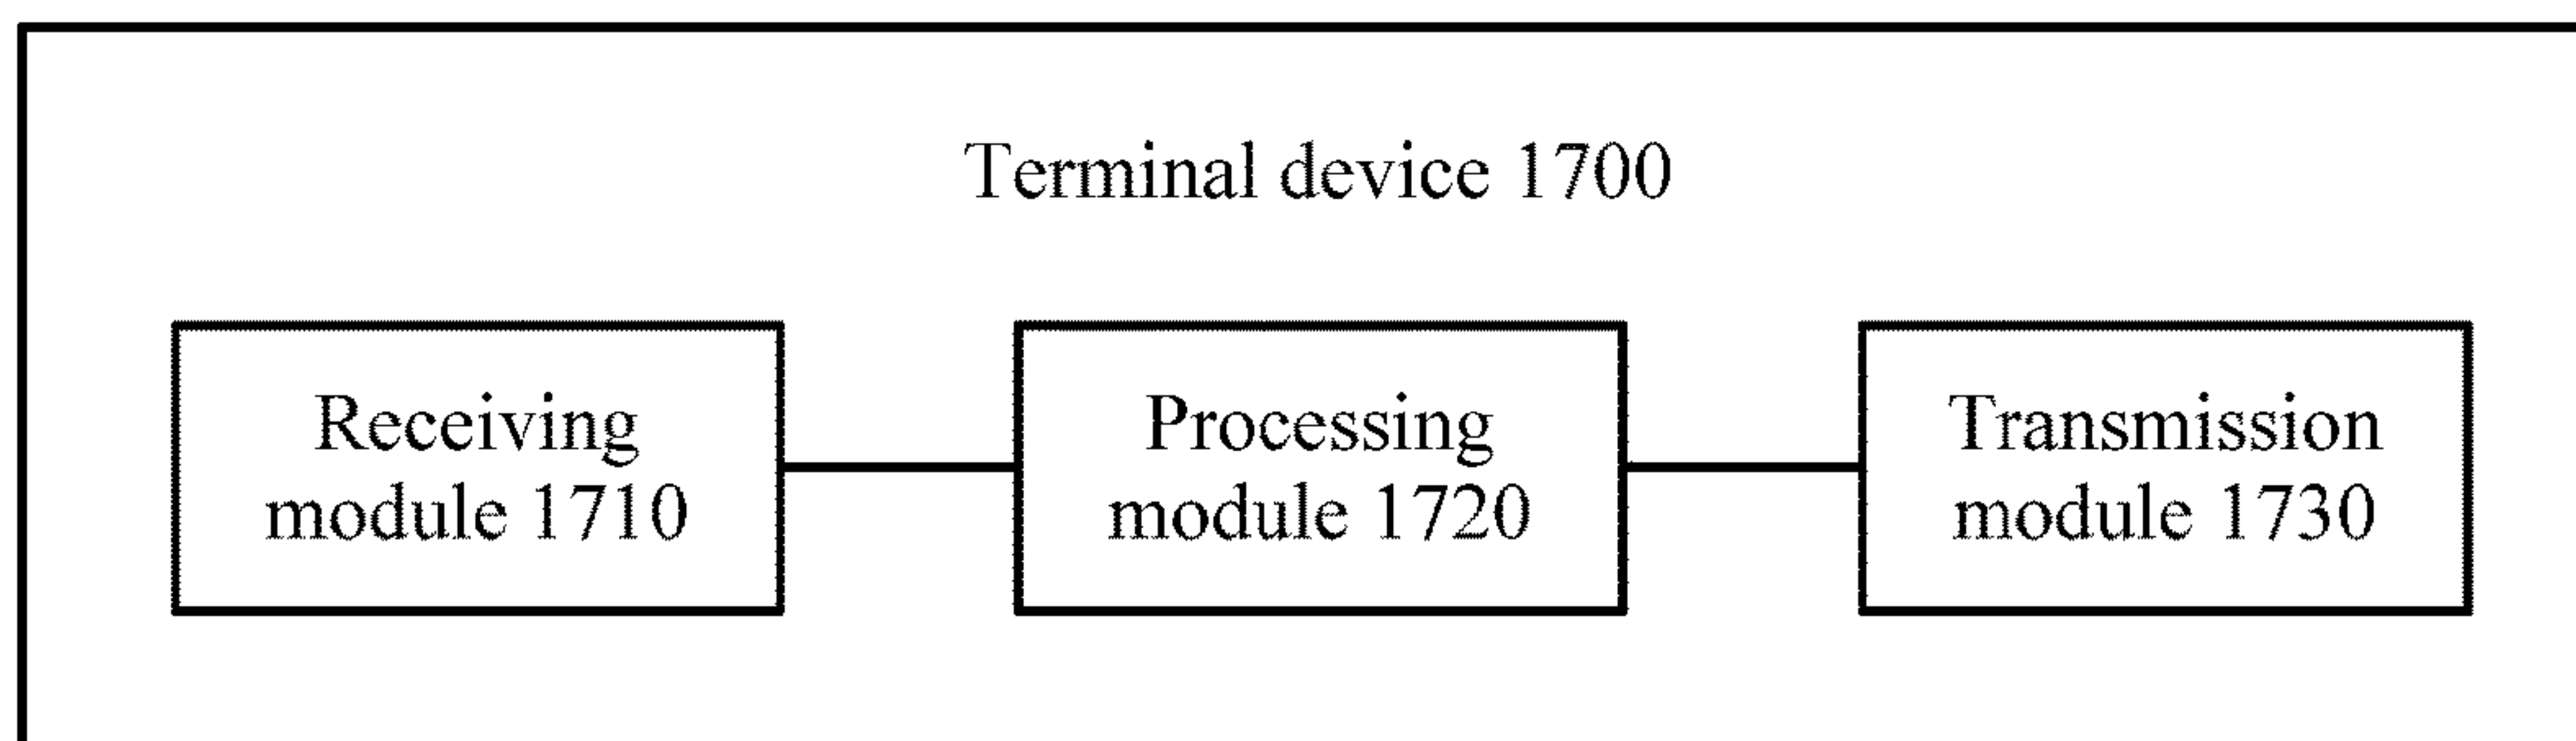 Terminal device 1700
Receiving
module 1710
Processing
module 1720
Transmission
module 1730